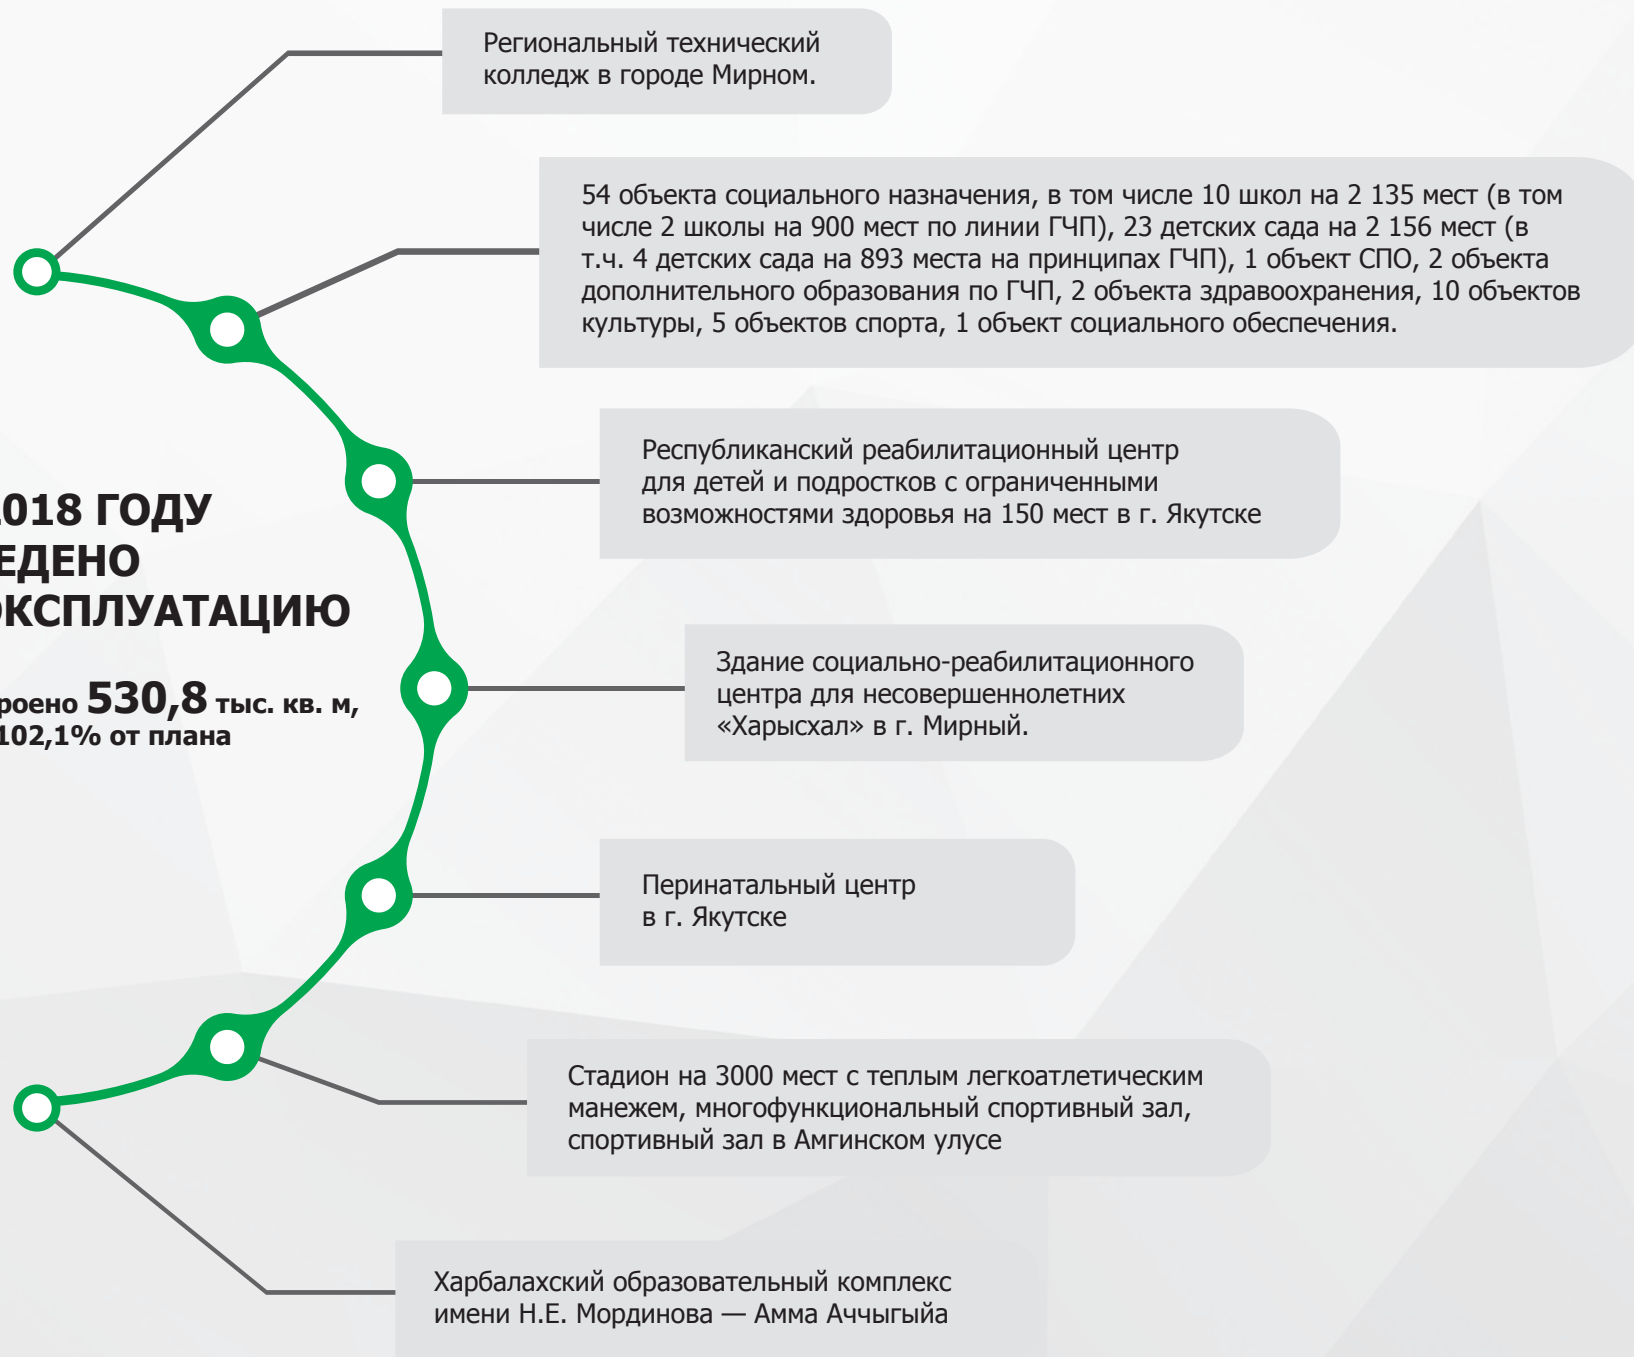 Региональный технический
колледж в городе Мирном.
54 объекта социального назначения, в том числе 10 школ на 2 135 мест (в том
числе 2 школы на 900 мест по линии ГЧП), 23 детских сада на 2 156 мест (в
т.ч. 4 детских сада на 893 места на принципах ГЧП), 1 объект СПО, 2 объекта
дополнительного образования по ГЧП, 2 объекта здравоохранения, 10 объектов
культуры, 5 объектов спорта, 1 объект социального обеспечения.
Республиканский реабилитационный центр
для детей и подростков с ограниченными
возможностями здоровья на 150 мест в г. Якутске
018 ГОДУ
ЕДЕНО
ЭКСПЛУАТАЦИЮ
роено 530,8 тыс. кв. м,
102,1% от плана
Здание социально-реабилитационного
центра для несовершеннолетних
«Харысхал» в г. Мирный.
Перинатальный центр
в г. Якутске
Стадион на 3000 мест с теплым легкоатлетическим
манежем, многофункциональный спортивный зал,
спортивный зал в Амгинском улусе
Харбалахский образовательный комплекс
имени Н.Е. Мординова — Амма Аччыгыйа